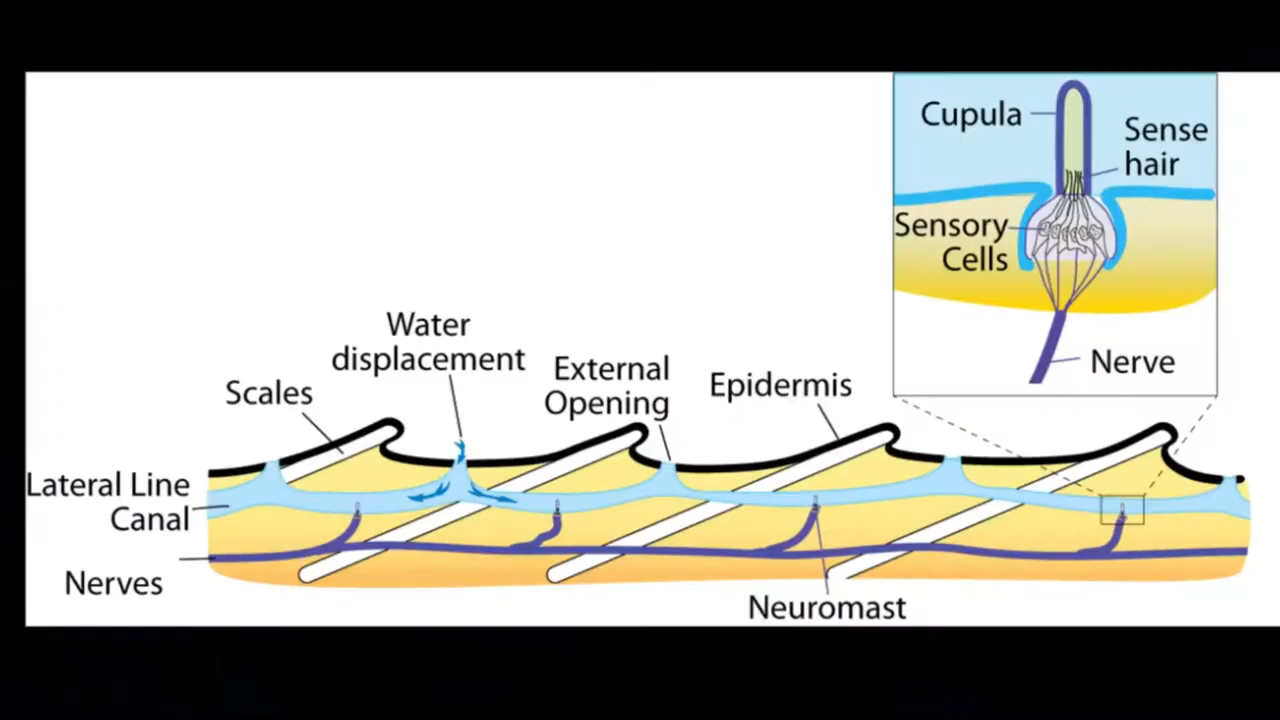 Cupula
Sense
hair
Sensory
Cells
Nerve
Water
displacement
External
Opening
Epidermis
Scales
Lateral Line
Canal
Nerves
Neuromast